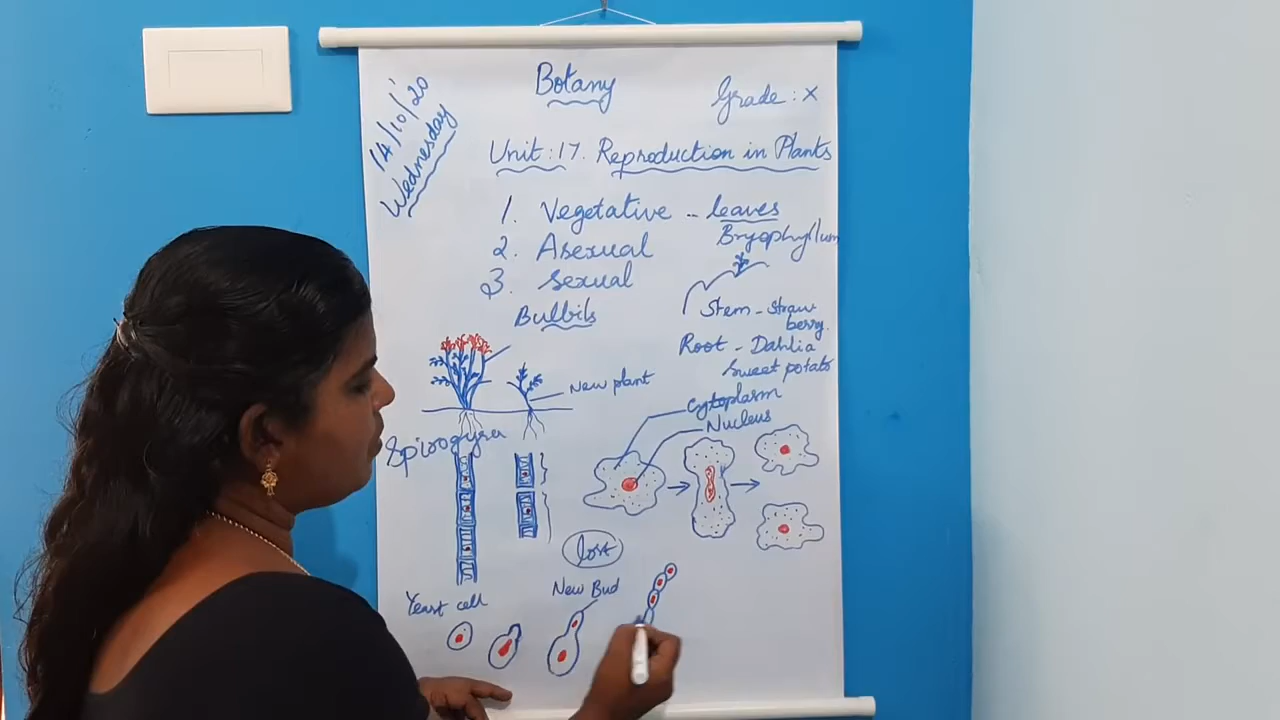 14/10/'20
Wednesday
Botany
Grade : X
Unit : 17. Reproduction in Plants
1. Vegetative - leaves
Bryophyllum
2. Asexual
3. Sexual
Stem - straw
berry.
Root - Dahlia
Sweet potato
Bulbils
New plant
Cytoplasm
Nucleus
Spirogyra
lost
Yeast cell
New Bud